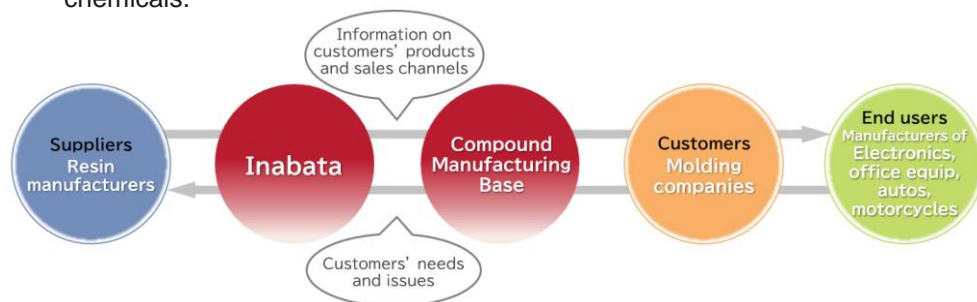 chemicals.
Information on
customers' products
and sales channels
Suppliers
Resin
manufacturers
Inabata
Compound
Manufacturing
Base
Customers
Molding
companies
End users
Manufacturers of
Electronics,
office equip,
autos,
motorcycles
Customers' needs
and issues